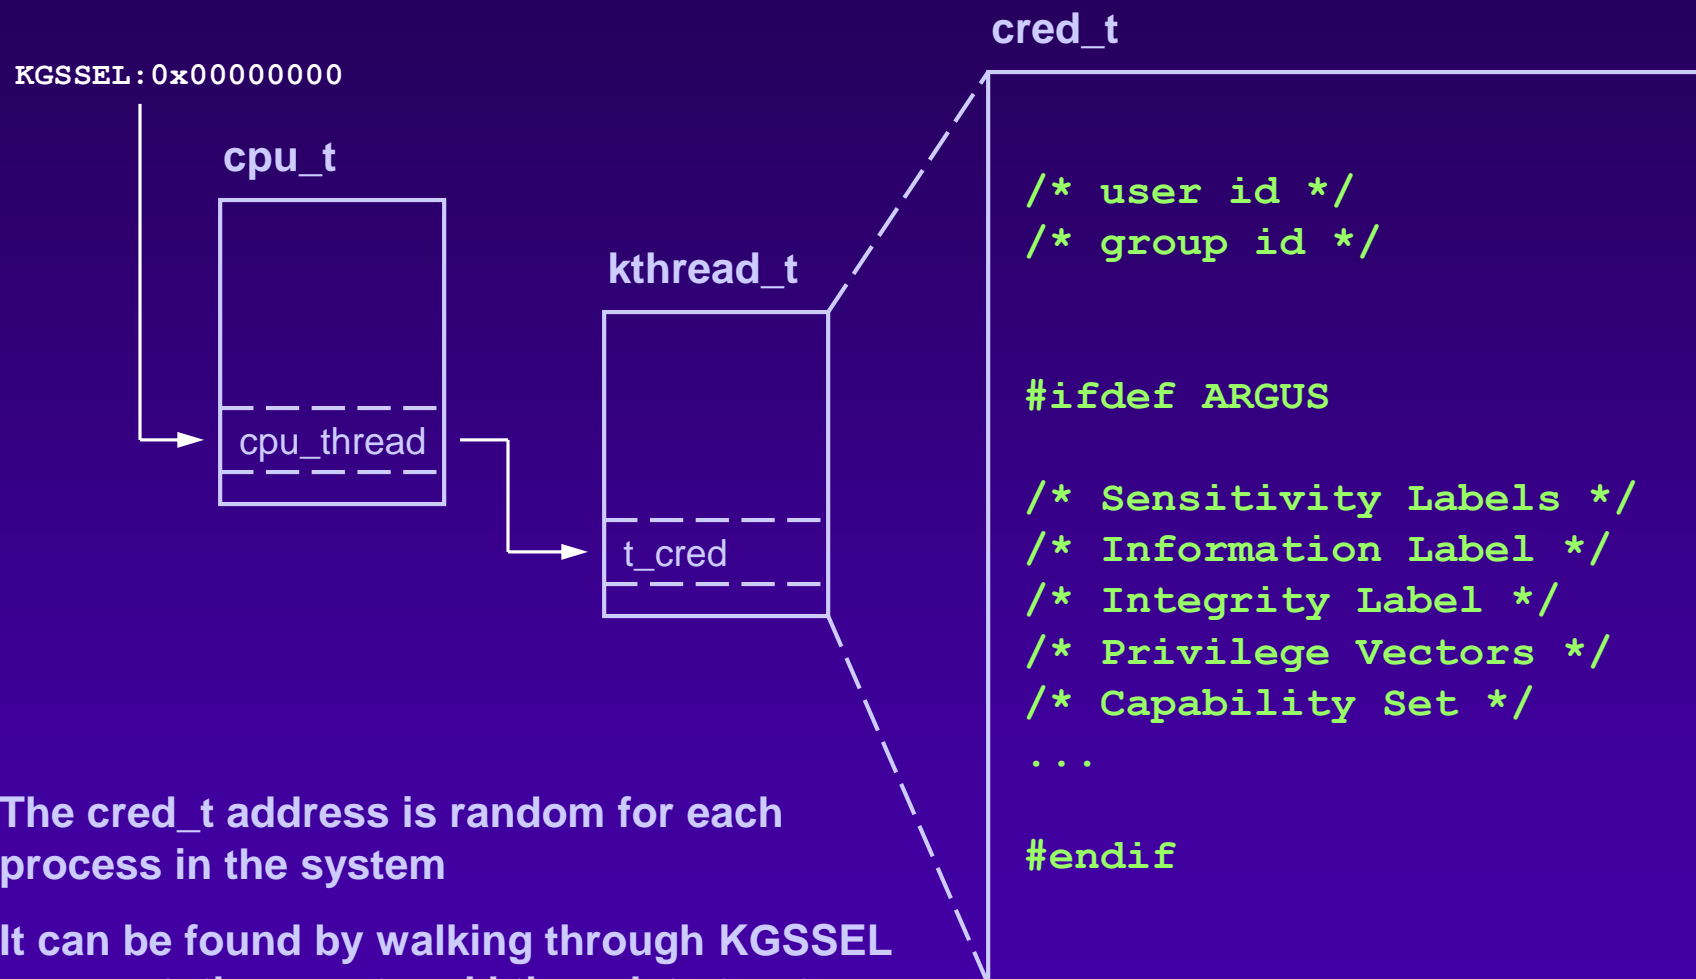 cred_t
KGSSEL:0x00000000
cpu_t
cpu_thread
kthread_t
t_cred
/* user id */
/* group id */
#ifdef ARGUS
/* Sensitivity Labels */
/* Information Label */
/* Integrity Label */
/* Privilege Vectors */
/* Capability Set */
...
#endif
The cred_t address is random for each
process in the system
It can be found by walking through KGSSEL